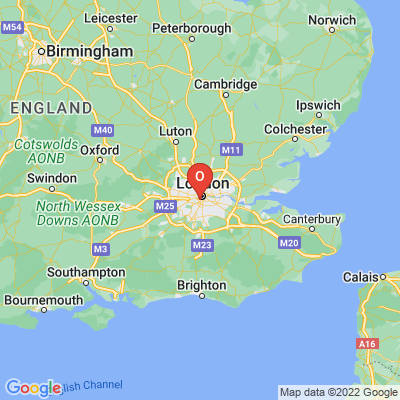 M54
Leicester
Peterborough
Norwich
Birmingham
Cambridge
ENGLAND
Ipswich
M40
Luton
M11
Colchester
Cotswolds
AONB
Oxford
Swindon
O
London
North Wessex
Downs AONB
M25
Canterbury
M3
M23
M20
Southampton
Calais
Brighton
Bournemouth
A16
Google
English Channel
Map data ©2022 Google